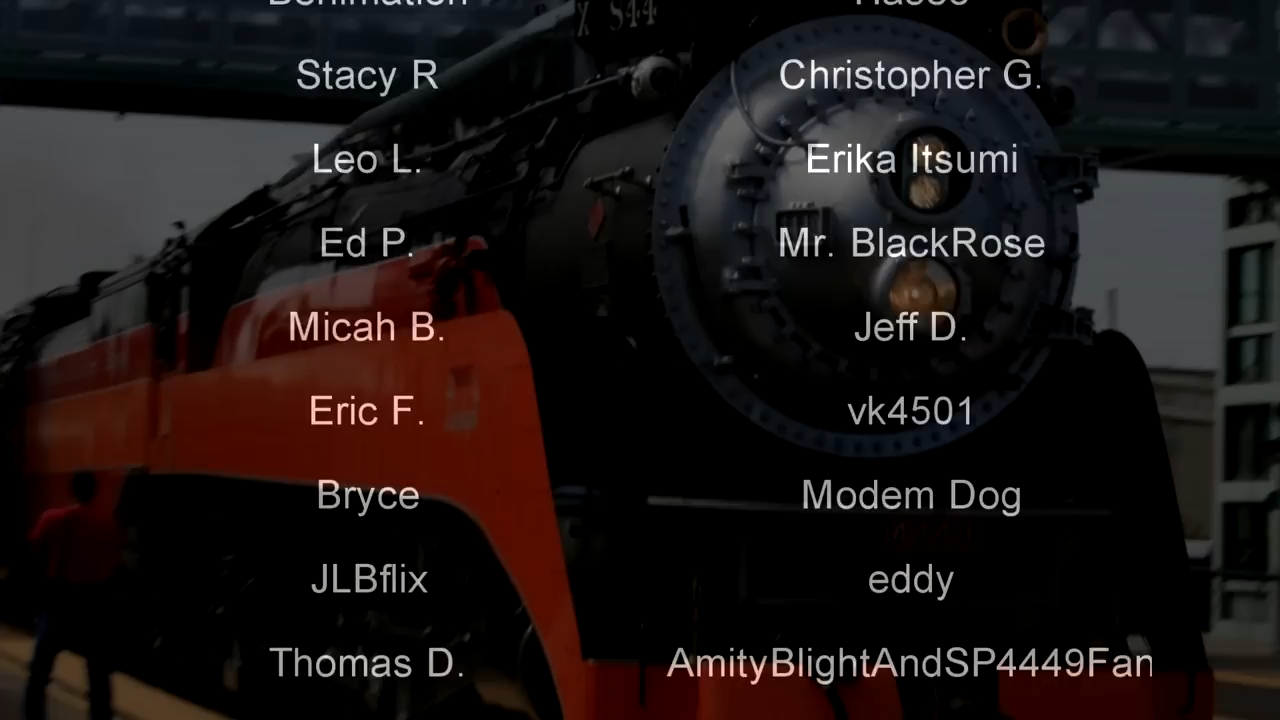 X 844
Stacy R
Christopher G.
Leo L.
Erika Itsumi
Ed P.
Mr. BlackRose
Micah B.
Jeff D.
Eric F.
vk4501
Bryce
Modem Dog
JLBflix
eddy
Thomas D.
AmityBlightAndSP4449Fan